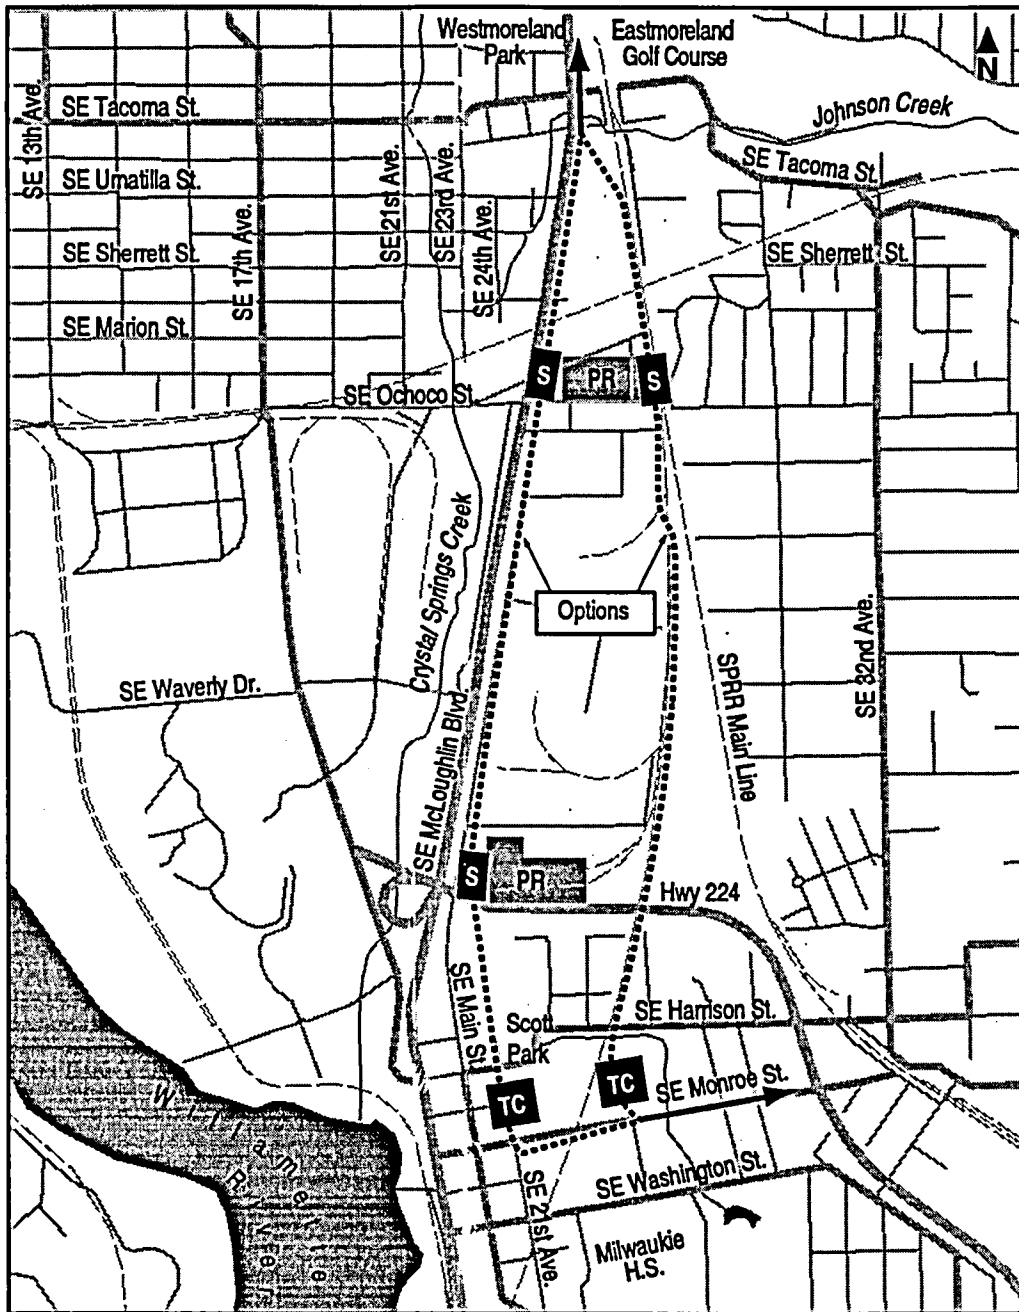 Westmoreland
Park
Eastmoreland
Golf Course
N
SE 13th Ave.
SE Tacoma St.
Johnson Creek
SE Tacoma St.
SE Umatilla St.
SE 17th Ave.
SE 21st Ave.
SE 23rd Ave.
SE 24th Ave.
SE Sherrett St.
SE Sherrett St.
SE Marion St.
S
PR
S
SE Ochoco St.
Crystal Springs Creek
Options
SE 32nd Ave.
SE Waverly Dr.
SE McLoughlin Blvd.
SPRR Main Line
S
PR
Hwy 224
SE Main St
Scott
Park
SE Harrison St.
TC
TC
SE Monroe St.
Willamette
River
SE Washington St.
SE 21st Ave.
Milwaukie
H.S.